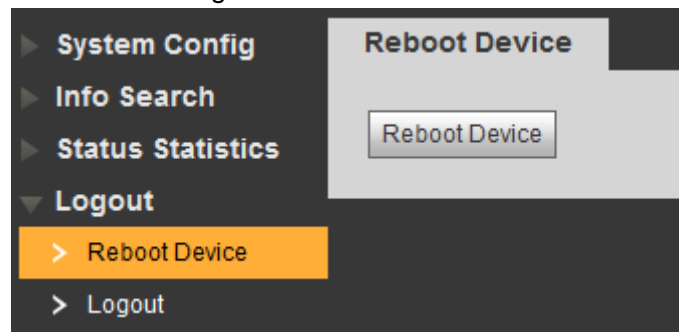 System Config
Info Search
Status Statistics
Logout
> Reboot Device
> Logout
Reboot Device
Reboot Device